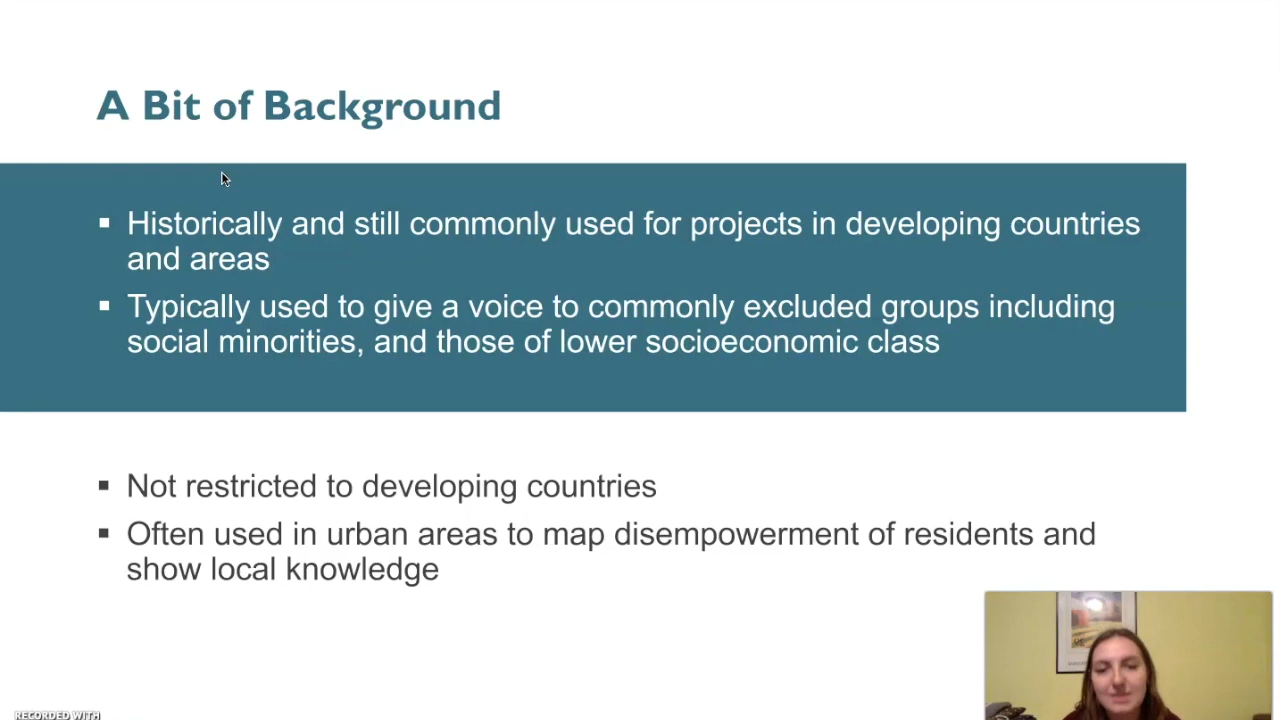 A Bit of Background
▪ Historically and still commonly used for projects in developing countries
and areas
▪ Typically used to give a voice to commonly excluded groups including
social minorities, and those of lower socioeconomic class
▪ Not restricted to developing countries
▪ Often used in urban areas to map disempowerment of residents and
show local knowledge
RECORDED WITH